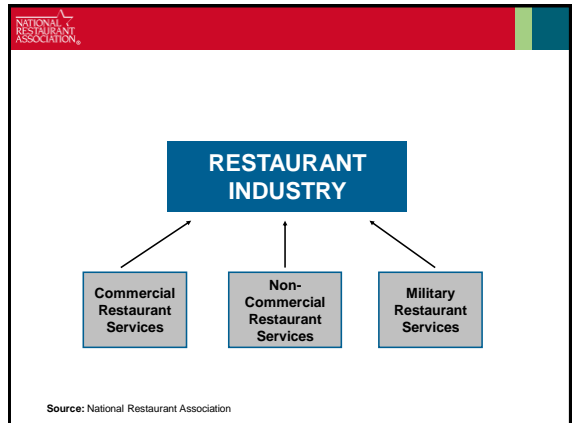 NATIONAL
RESTAURANT
ASSOCIATION®
RESTAURANT
INDUSTRY
Commercial
Restaurant
Services
Non-
Commercial
Restaurant
Services
Military
Restaurant
Services
Source: National Restaurant Association